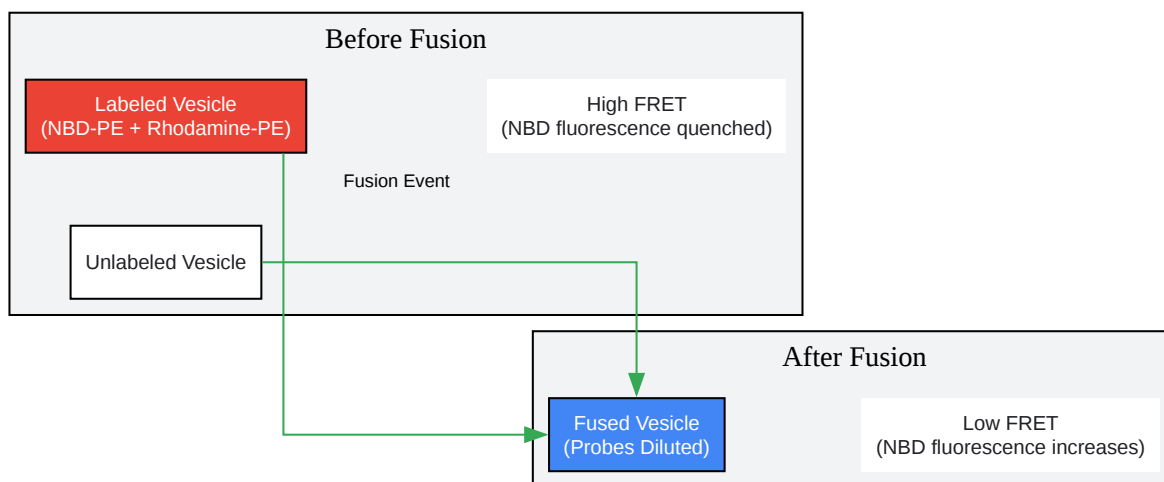 Before Fusion
Labeled Vesicle
(NBD-PE + Rhodamine-PE)
High FRET
(NBD fluorescence quenched)
Fusion Event
Unlabeled Vesicle
After Fusion
Fused Vesicle
(Probes Diluted)
Low FRET
(NBD fluorescence increases)